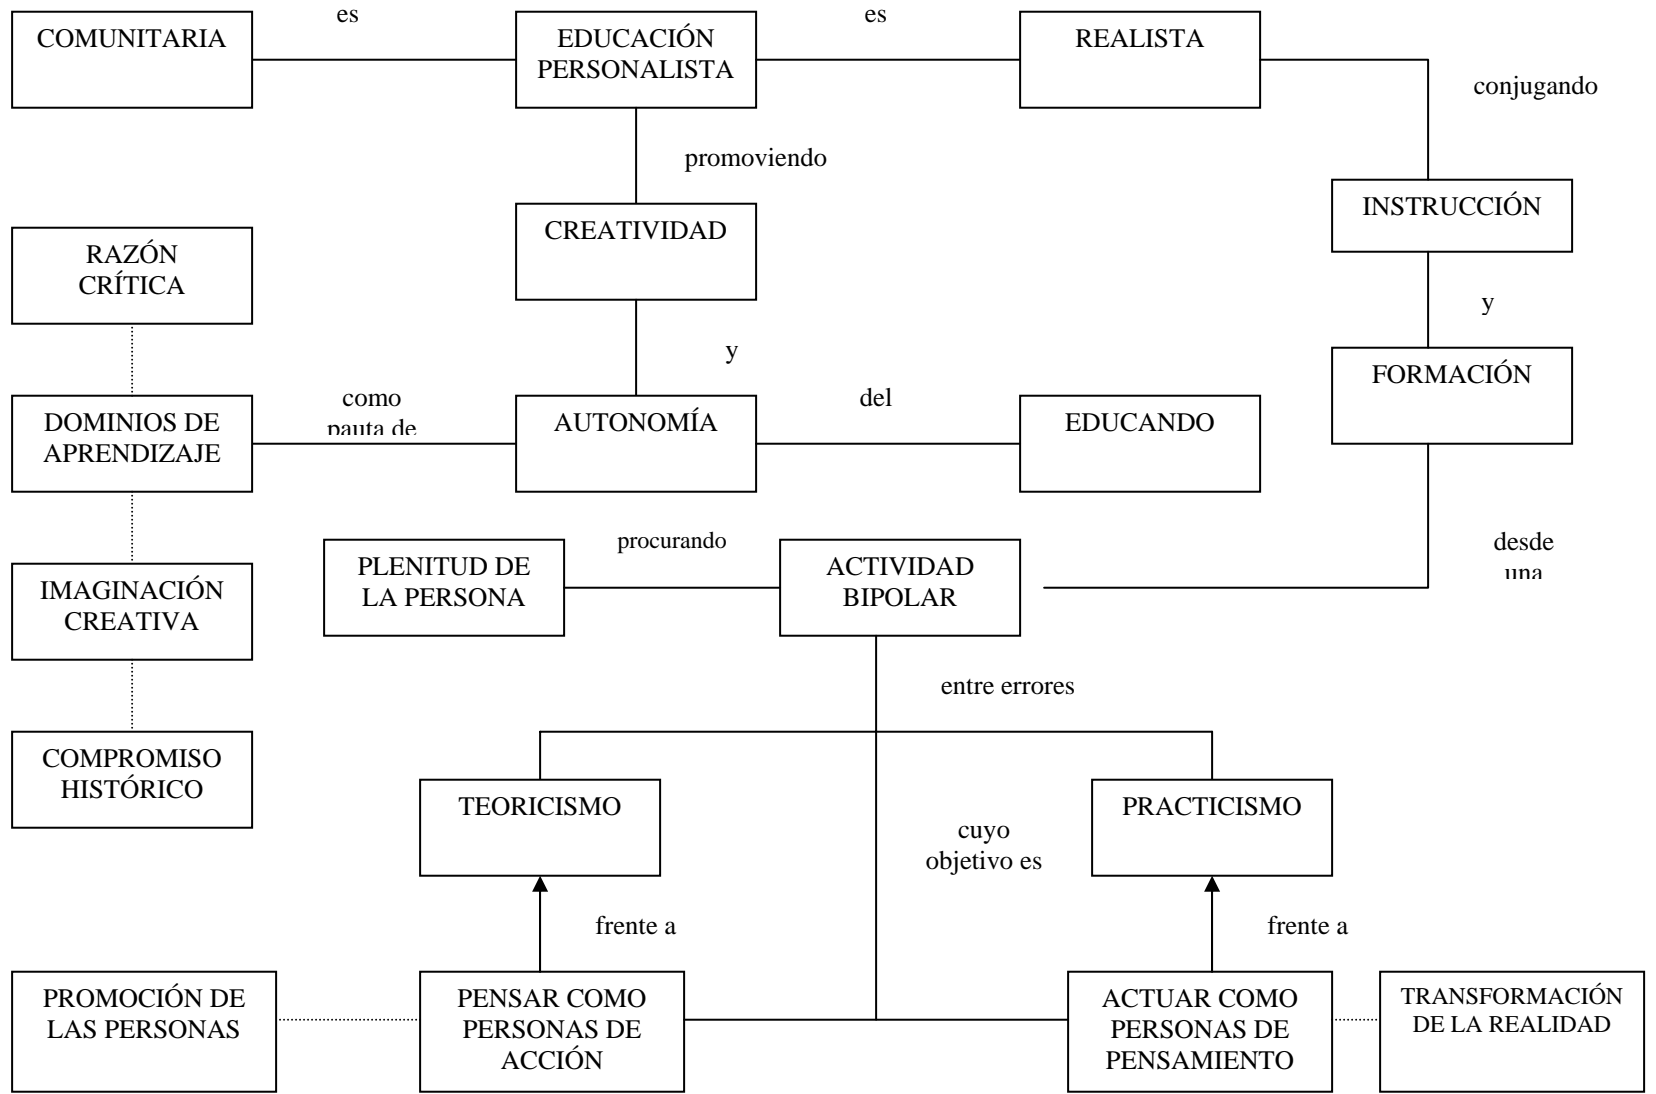 es
es
COMUNITARIA
EDUCACIÓN
PERSONALISTA
REALISTA
conjugando
promoviendo
INSTRUCCIÓN
CREATIVIDAD
RAZÓN
CRÍTICA
y
y
FORMACIÓN
como
pauta de
del
DOMINIOS DE
APRENDIZAJE
AUTONOMÍA
EDUCANDO
procurando
desde
una
PLENITUD DE
LA PERSONA
ACTIVIDAD
BIPOLAR
IMAGINACIÓN
CREATIVA
entre errores
COMPROMISO
HISTÓRICO
TEORICISMO
PRACTICISMO
cuyo
objetivo es
frente a
frente a
PROMOCIÓN DE
LAS PERSONAS
PENSAR COMO
PERSONAS DE
ACCIÓN
ACTUAR COMO
PERSONAS DE
PENSAMIENTO
TRANSFORMACIÓN
DE LA REALIDAD